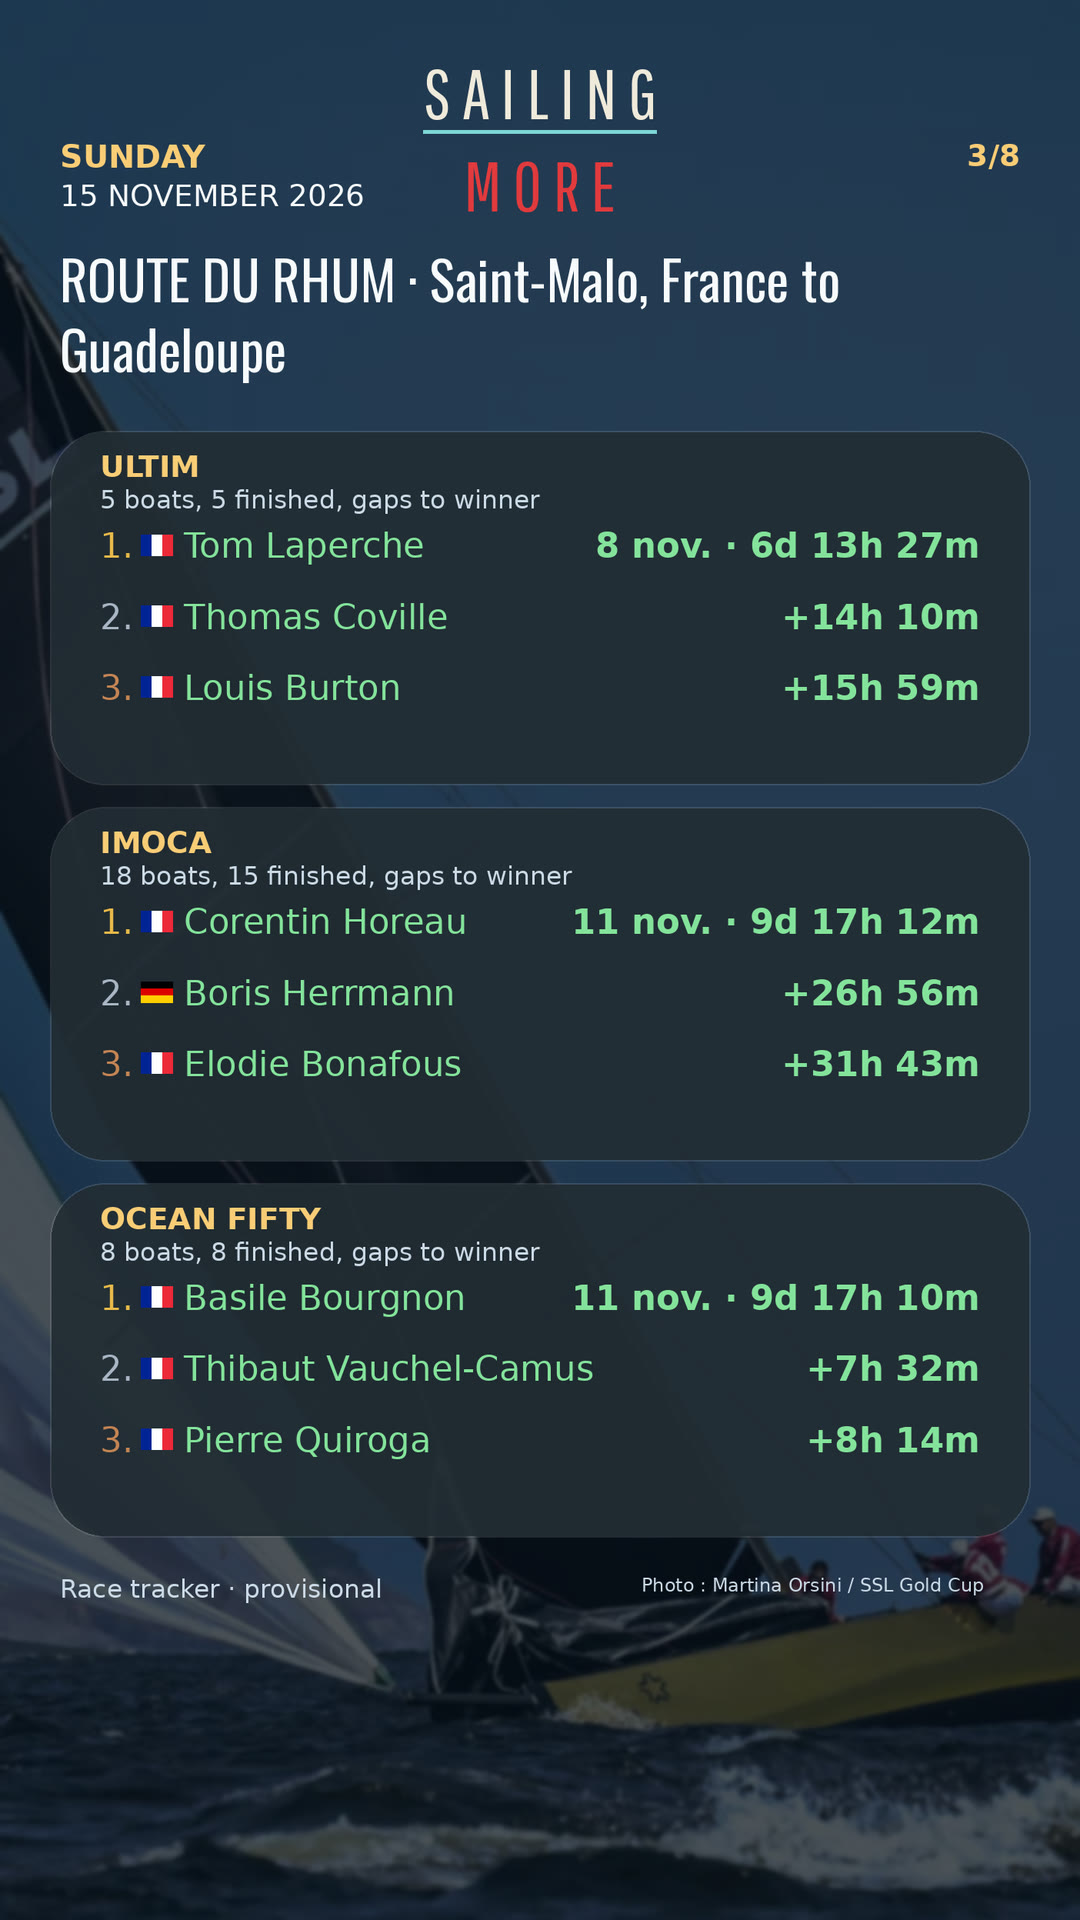 SAILING
MORE
SUNDAY
15 NOVEMBER 2026
3/8
ROUTE DU RHUM · Saint-Malo, France to
Guadeloupe
ULTIM
5 boats, 5 finished, gaps to winner
1. Tom Laperche 8 nov. · 6d 13h 27m
2. Thomas Coville +14h 10m
3. Louis Burton +15h 59m
IMOCA
18 boats, 15 finished, gaps to winner
1. Corentin Horeau 11 nov. · 9d 17h 12m
2. Boris Herrmann +26h 56m
3. Elodie Bonafous +31h 43m
OCEAN FIFTY
8 boats, 8 finished, gaps to winner
1. Basile Bourgnon 11 nov. · 9d 17h 10m
2. Thibaut Vauchel-Camus +7h 32m
3. Pierre Quiroga +8h 14m
Race tracker · provisional
Photo : Martina Orsini / SSL Gold Cup